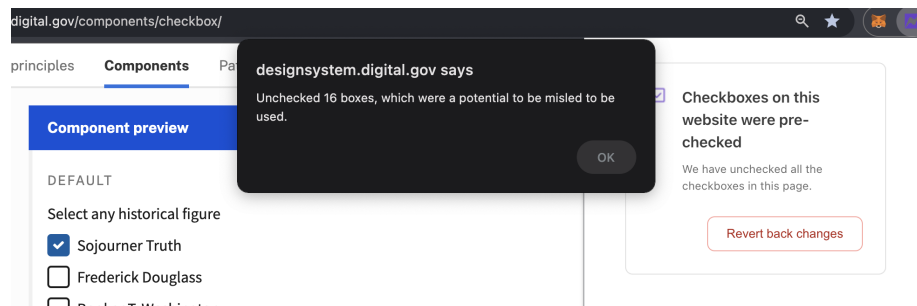 digital.gov/components/checkbox/
principles Components Pa
designsystem.digital.gov says
Unchecked 16 boxes, which were a potential to be misled to be
used.
OK
Component preview
DEFAULT
Select any historical figure
Sojourner Truth
Frederick Douglass
Checkboxes on this
website were pre-
checked
We have unchecked all the
checkboxes in this page.
Revert back changes